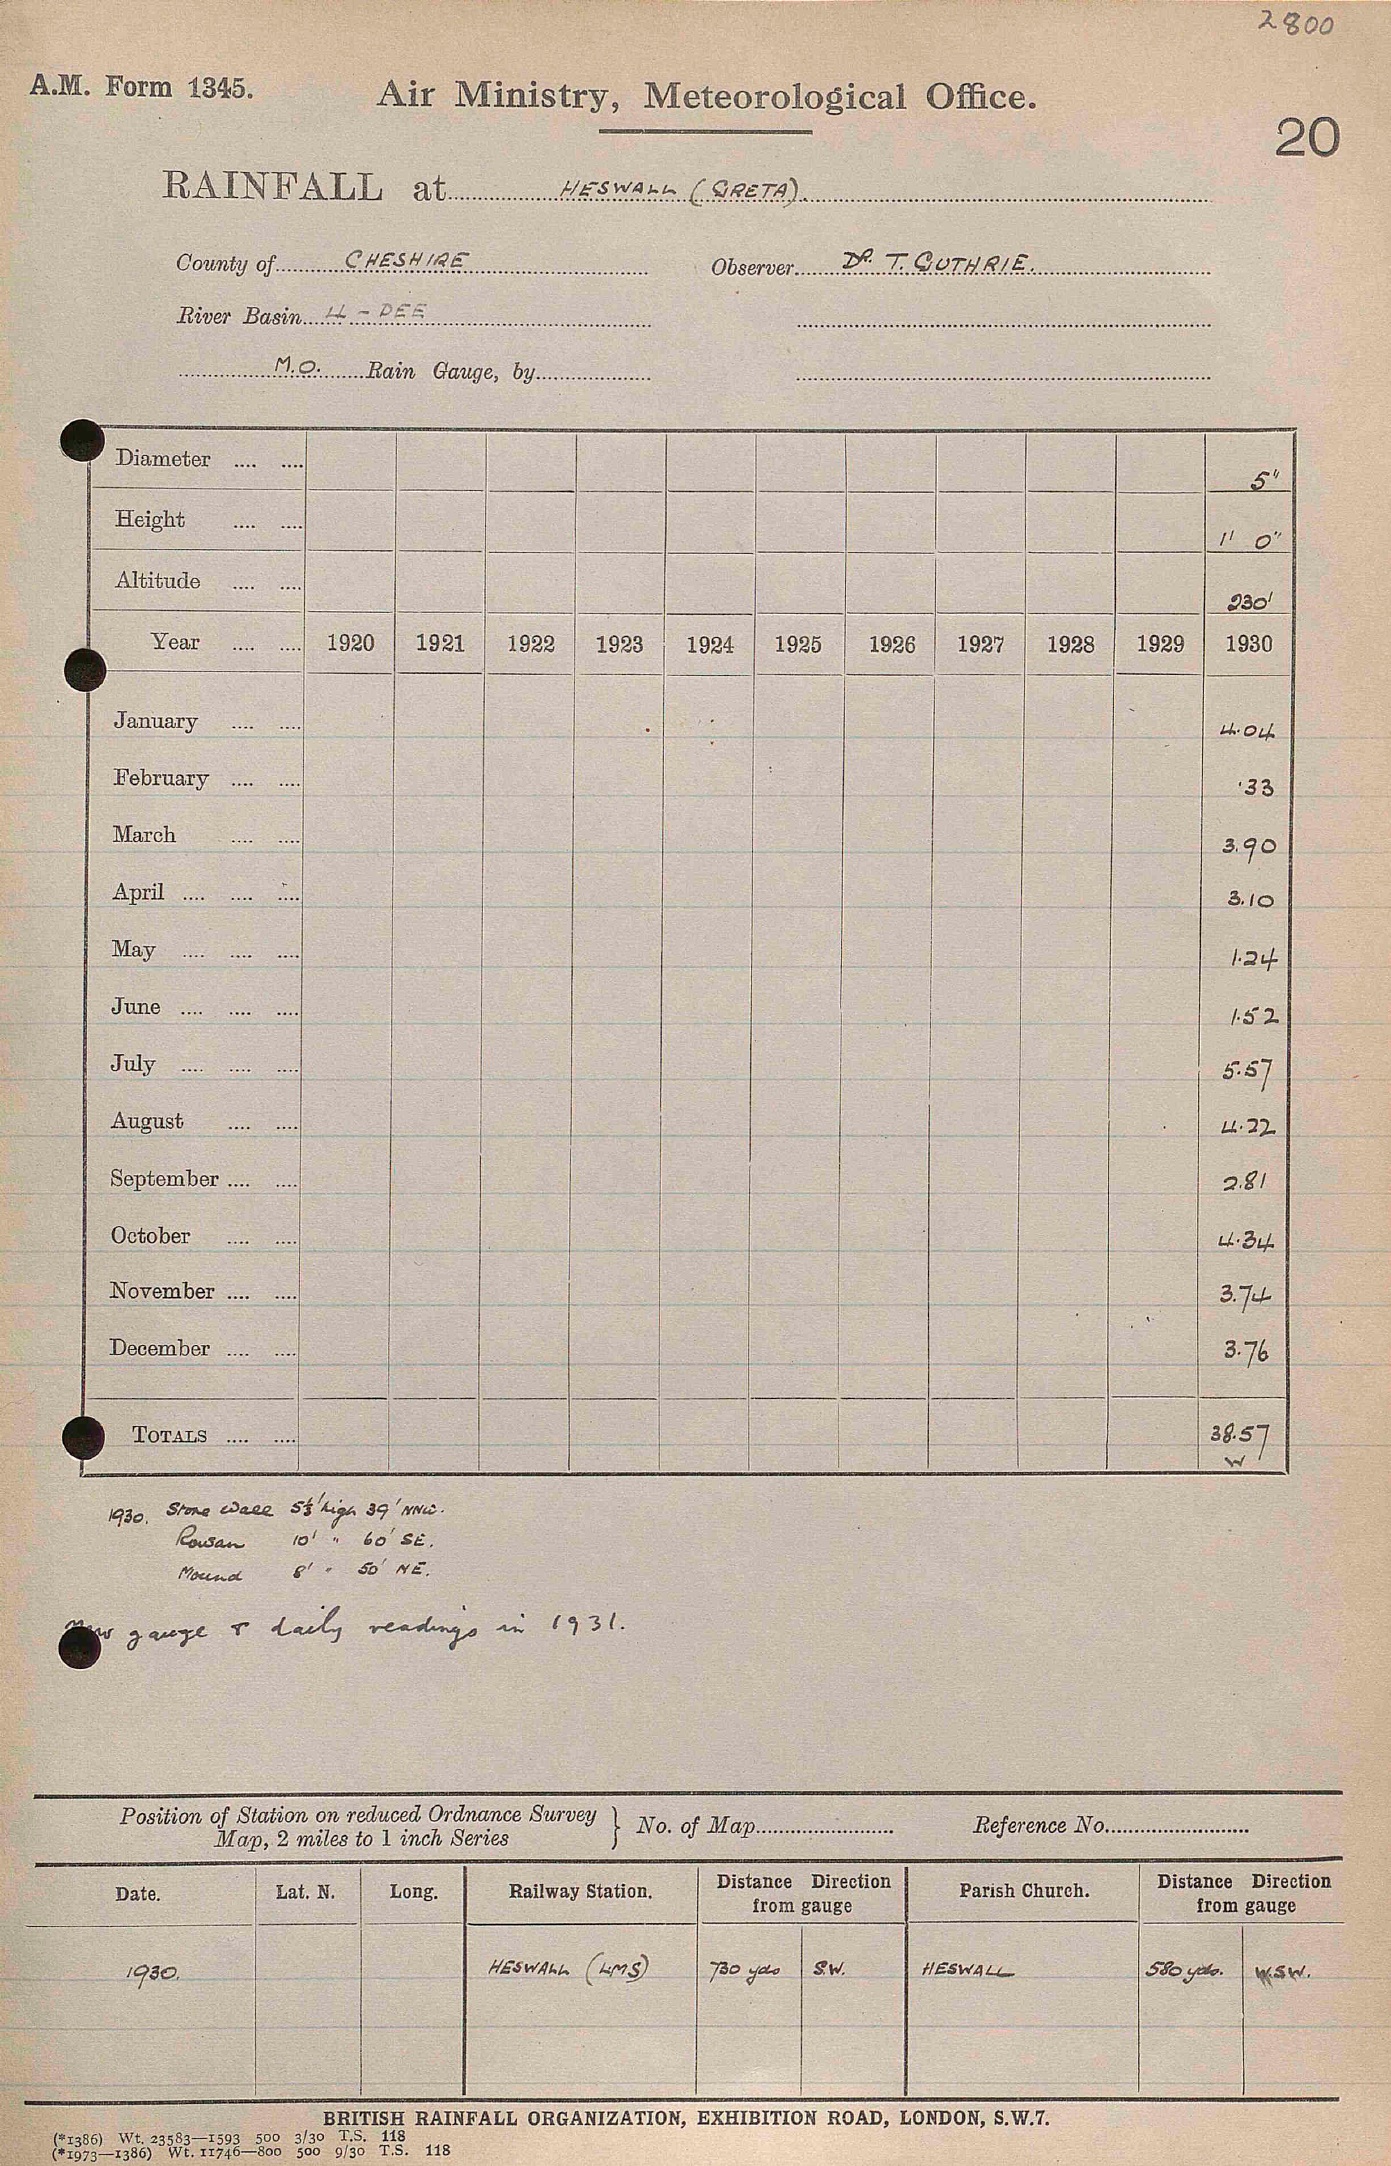 2800
A.M. Form 1345. Air Ministry, Meteorological Office.
20
RAINFALL at HESWALL (GRETA).
County of CHESHIRE Observer DR. T. GUTHRIE.
River Basin 4 - DEE
M.O. Rain Gauge, by
Diameter .... .... 5"
Height .... .... 1' 0"
Altitude .... .... 230'
Year .... .... 1920 1921 1922 1923 1924 1925 1926 1927 1928 1929 1930
January .... .... 4.04
February .... .... .33
March .... .... 3.90
April .... .... .... 3.10
May .... .... .... 1.24
June .... .... .... 1.52
July .... .... .... 5.57
August .... .... 4.22
September .... .... 2.81
October .... .... 4.34
November .... .... 3.74
December .... .... 3.76
TOTALS .... .... 38.57
W
1930. Stone Wall 5½' high 39' NNW.
Rowan 10' " 60' SE.
Mound 8' " 50' NE.
New gauge & daily readings in 1931.
Position of Station on reduced Ordnance Survey
Map, 2 miles to 1 inch Series } No. of Map Reference No.
Date. Lat. N. Long. Railway Station. Distance Direction from gauge Parish Church. Distance Direction from gauge
1930. HESWALL (LMS) 730 yds S.W. HESWALL 580 yds. W.S.W.
BRITISH RAINFALL ORGANIZATION, EXHIBITION ROAD, LONDON, S.W.7.
(*1386) Wt. 23583—1593 500 3/30 T.S. 118
(*1973—1386) Wt. 11746—800 500 9/30 T.S. 118